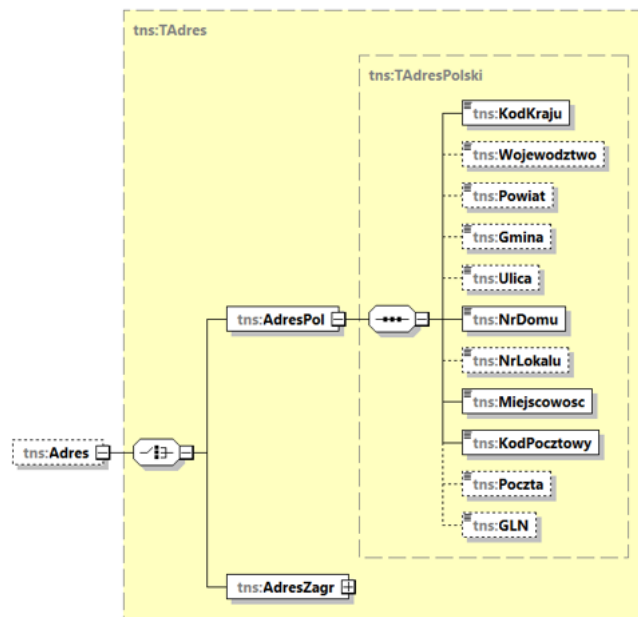 tns:TAdres
tns:TAdresPolski
tns:KodKraju
tns:Wojewodztwo
tns:Powiat
tns:Gmina
tns:Ulica
tns:AdresPol
tns:NrDomu
tns:NrLokalu
tns:Miejscowosc
tns:KodPocztowy
tns:Adres
tns:Poczta
tns:GLN
tns:AdresZagr